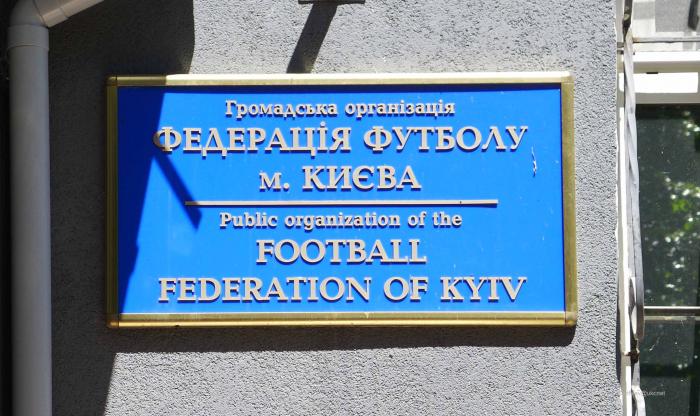 Громадська організація
ФЕДЕРАЦІЯ ФУТБОЛУ
м. КИЄВА
Public organization of the
FOOTBALL
FEDERATION OF KYIV